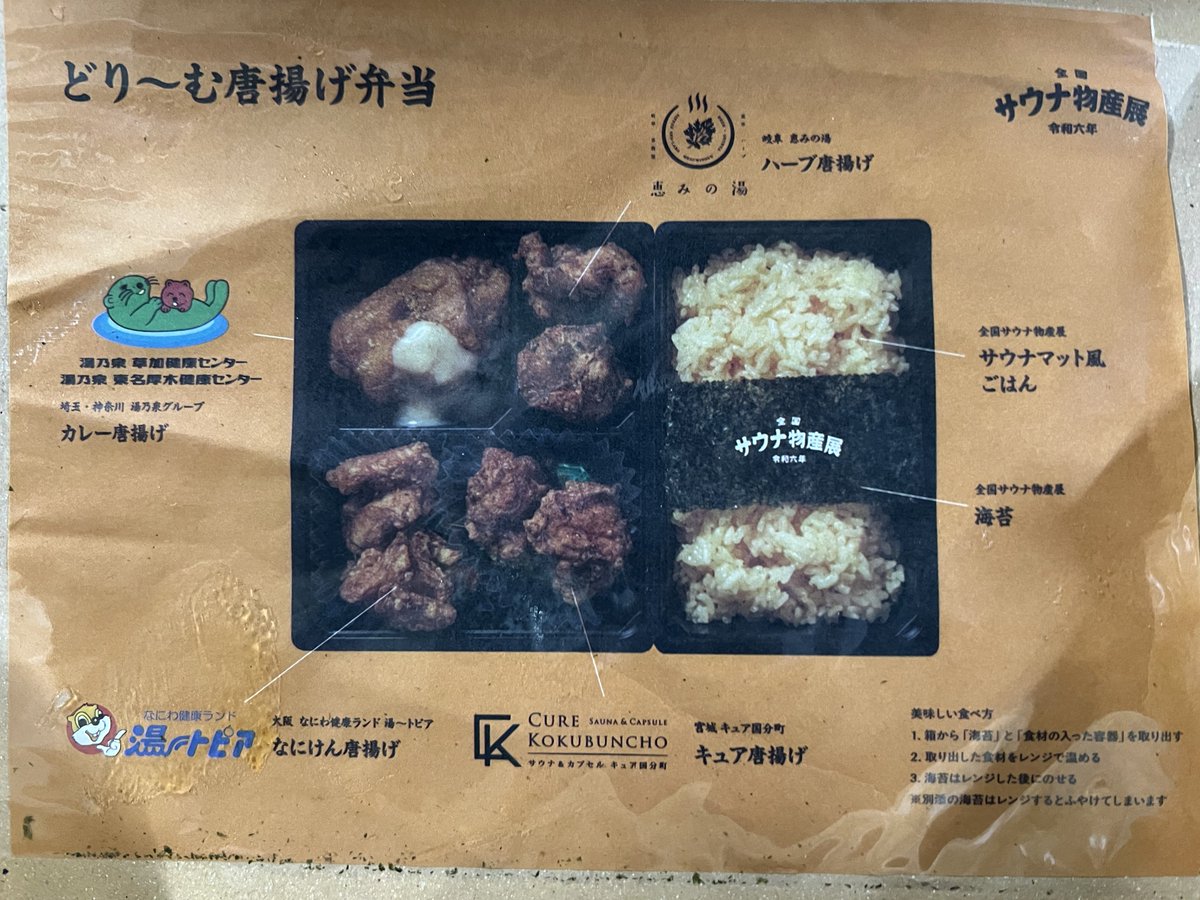 どり〜む唐揚げ弁当
全国
サウナ物産展
令和六年
恵みの湯
岐阜 恵みの湯
ハーブ唐揚げ
湯乃泉 草加健康センター
湯乃泉 東名厚木健康センター
埼玉・神奈川 湯乃泉グループ
カレー唐揚げ
全国サウナ物産展
サウナマット風
ごはん
全国
サウナ物産展
令和六年
全国サウナ物産展
海苔
なにわ健康ランド
湯〜トピア
大阪 なにわ健康ランド 湯〜トピア
なにけん唐揚げ
CURE SAUNA & CAPSULE
KOKUBUNCHO
サウナ&カプセル キュア国分町
宮城 キュア国分町
キュア唐揚げ
美味しい食べ方
1. 箱から「海苔」と「食材の入った容器」を取り出す
2. 取り出した食材をレンジで温める
3. 海苔はレンジした後にのせる
※別添の海苔はレンジするとふやけてしまいます